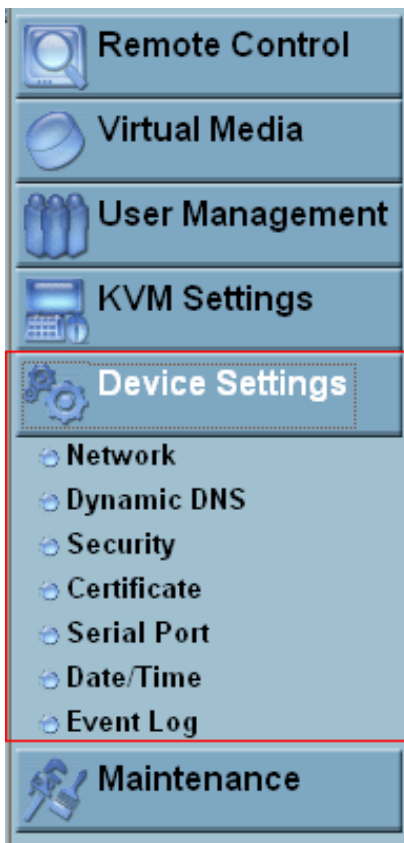 Remote Control
Virtual Media
User Management
KVM Settings
Device Settings
Network
Dynamic DNS
Security
Certificate
Serial Port
Date/Time
Event Log
Maintenance